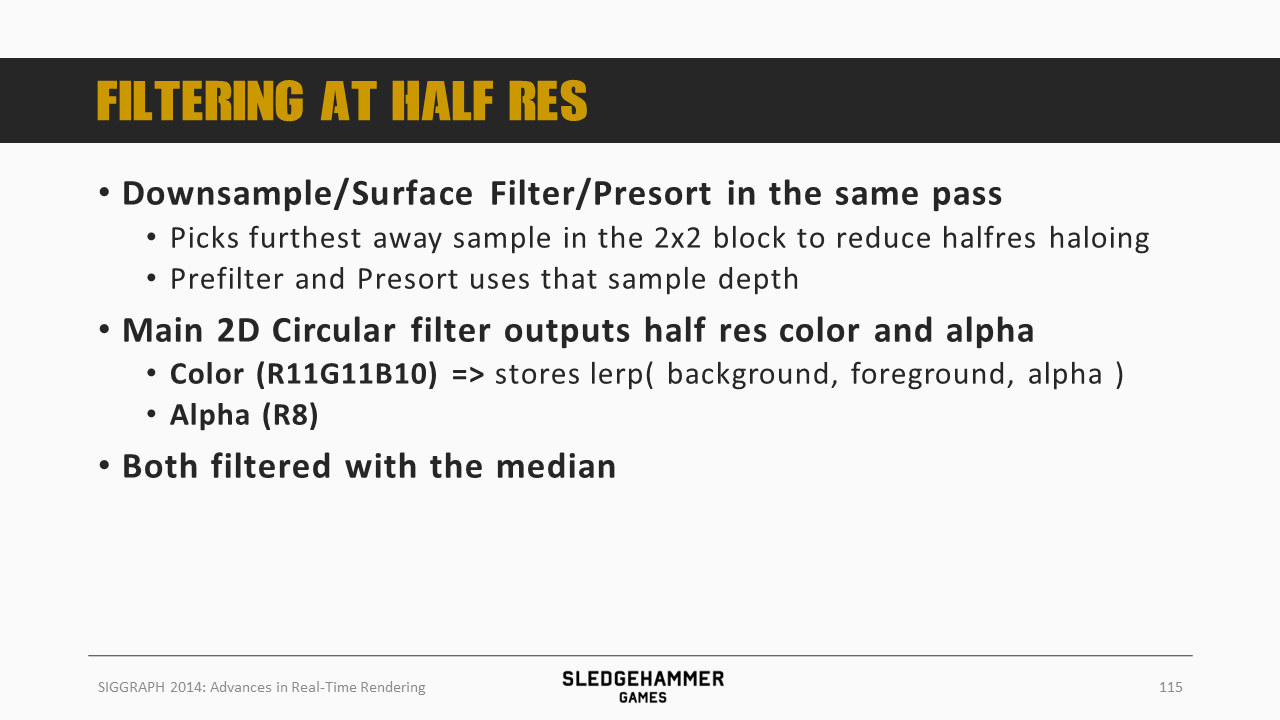 FILTERING AT HALF RES
• Downsample/Surface Filter/Presort in the same pass
• Picks furthest away sample in the 2x2 block to reduce halfres haloing
• Prefilter and Presort uses that sample depth
• Main 2D Circular filter outputs half res color and alpha
• Color (R11G11B10) => stores lerp( background, foreground, alpha )
• Alpha (R8)
• Both filtered with the median
SIGGRAPH 2014: Advances in Real-Time Rendering
SLEDGEHAMMER
GAMES
115